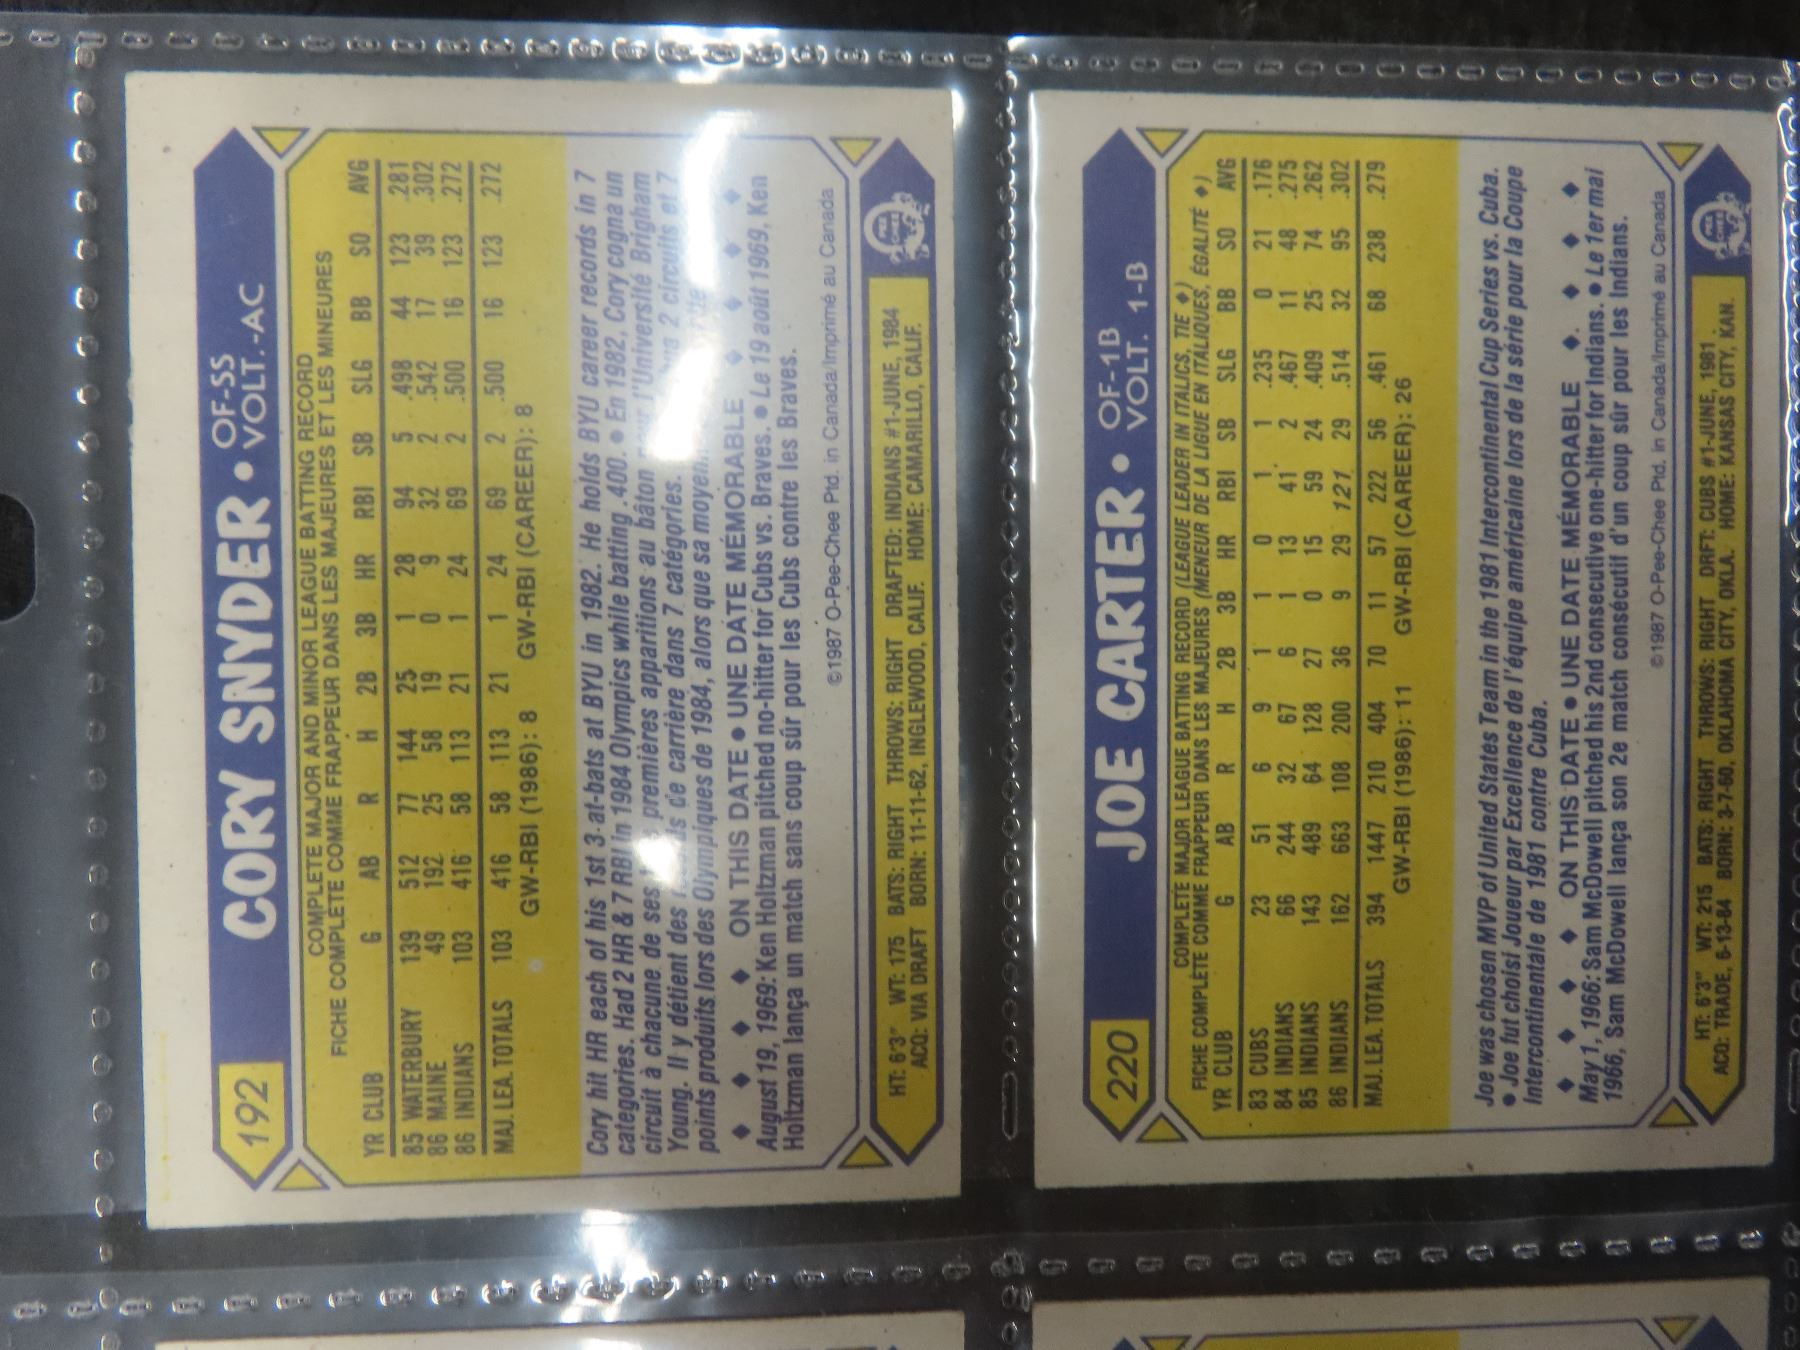 192
CORY SNYDER • OF-SS
VOLT.-AC
COMPLETE MAJOR AND MINOR LEAGUE BATTING RECORD
FICHE COMPLÈTE COMME FRAPPEUR DANS LES MAJEURES ET LES MINEURES
YR CLUB G AB R H 2B 3B HR RBI SB SLG BB SO AVG
85 WATERBURY 139 512 77 144 25 1 28 94 5 .498 44 123 .281
86 MAINE 49 192 25 58 19 0 9 32 2 .542 17 39 .302
86 INDIANS 103 416 58 113 21 1 24 69 2 .500 16 123 .272
MAJ. LEA. TOTALS 103 416 58 113 21 1 24 69 2 .500 16 123 .272
GW-RBI (1986): 8 GW-RBI (CAREER): 8
Cory hit HR each of his 1st 3 at-bats at BYU in 1982. He holds BYU career records in 7
categories. Had 2 HR & 7 RBI in 1984 Olympics while batting .400. • En 1982, Cory cogna un
circuit à chacune de ses premières apparitions au bâton l'Université Brigham
Young. Il y détient des de carrière dans 7 catégories. 2 circuits et 7
points produits lors des Olympiques de 1984, alors que sa
◆ ◆ ◆ ◆ ON THIS DATE • UNE DATE MÉMORABLE ◆ ◆ ◆ ◆
August 19, 1969: Ken Holtzman pitched no-hitter for Cubs vs. Braves. • Le 19 août 1969, Ken
Holtzman lança un match sans coup sûr pour les Cubs contre les Braves.
©1987 O-Pee-Chee Ptd. in Canada/Imprimé au Canada
HT: 6'3" WT: 175 BATS: RIGHT THROWS: RIGHT DRAFTED: INDIANS #1-JUNE, 1984
ACQ: VIA DRAFT BORN: 11-11-62, INGLEWOOD, CALIF. HOME: CAMARILLO, CALIF.
220
JOE CARTER • OF-1B
VOLT. 1-B
COMPLETE MAJOR LEAGUE BATTING RECORD (LEAGUE LEADER IN ITALICS, TIE ◆)
FICHE COMPLÈTE COMME FRAPPEUR DANS LES MAJEURES (MENEUR DE LA LIGUE EN ITALIQUES, ÉGALITÉ ◆)
YR CLUB G AB R H 2B 3B HR RBI SB SLG BB SO AVG
83 CUBS 23 51 6 9 1 1 0 1 1 .235 0 21 .176
84 INDIANS 66 244 32 67 6 1 13 41 2 .467 11 48 .275
85 INDIANS 143 489 64 128 27 0 15 59 24 .409 25 74 .262
86 INDIANS 162 663 108 200 36 9 29 121 29 .514 32 95 .302
MAJ. LEA. TOTALS 394 1447 210 404 70 11 57 222 56 .461 68 238 .279
GW-RBI (1986): 11 GW-RBI (CAREER): 26
Joe was chosen MVP of United States Team in the 1981 Intercontinental Cup Series vs. Cuba.
• Joe fut choisi Joueur par Excellence de l'équipe américaine lors de la série pour la Coupe
Intercontinentale de 1981 contre Cuba.
◆ ◆ ◆ ◆ ON THIS DATE • UNE DATE MÉMORABLE ◆ ◆ ◆ ◆
May 1, 1966: Sam McDowell pitched his 2nd consecutive one-hitter for Indians. • Le 1er mai
1966, Sam McDowell lança son 2e match consécutif d'un coup sûr pour les Indians.
©1987 O-Pee-Chee Ptd. in Canada/Imprimé au Canada
HT: 6'3" WT: 215 BATS: RIGHT THROWS: RIGHT DRAFT: CUBS #1-JUNE, 1981
ACQ: TRADE, 6-13-84 BORN: 3-7-60, OKLAHOMA CITY, OKLA. HOME: KANSAS CITY, KAN.